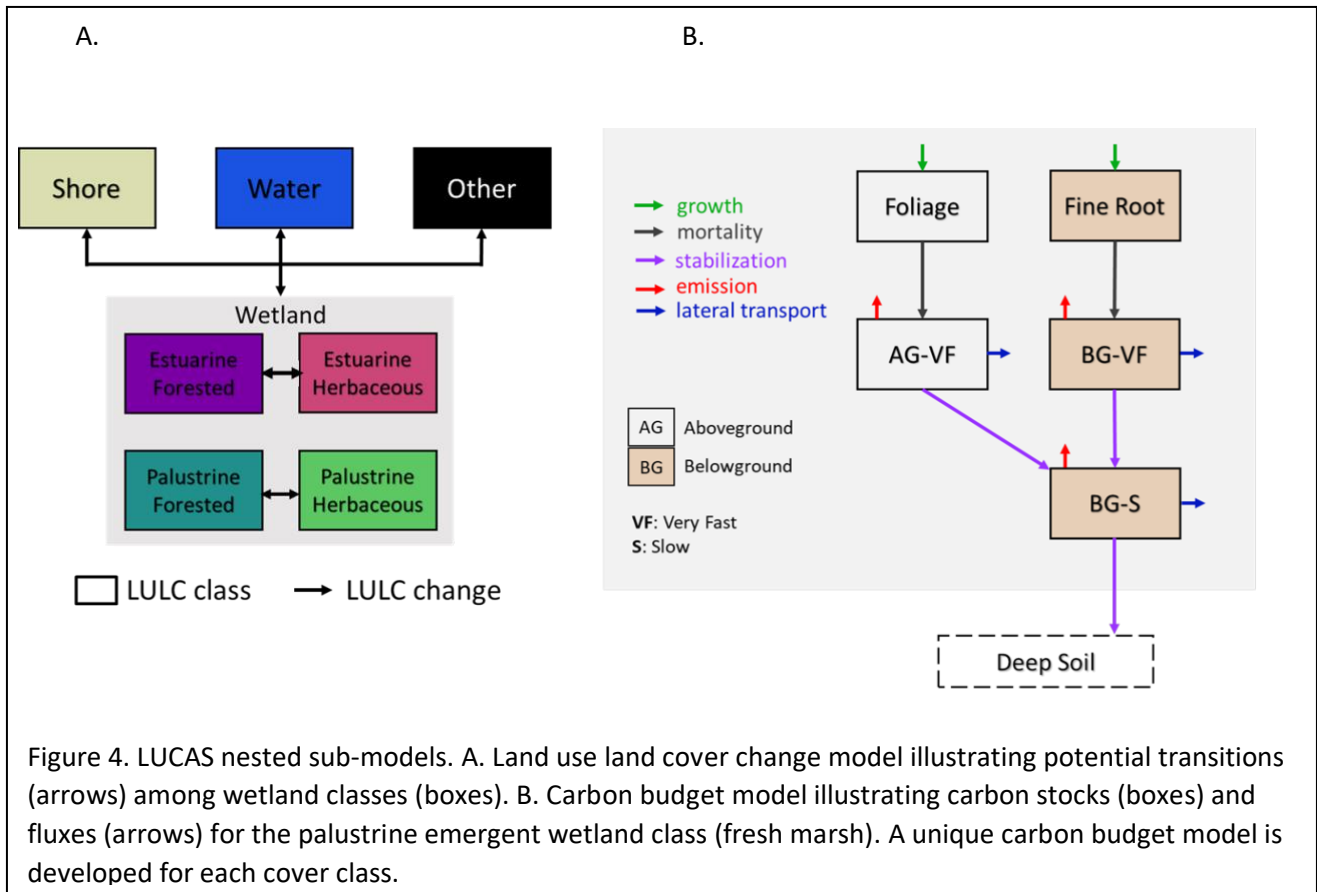 A.
Shore
Water
Other
Wetland
Estuarine
Forested
Estuarine
Herbaceous
Palustrine
Forested
Palustrine
Herbaceous
LULC class
LULC change
B.
growth
mortality
stabilization
emission
lateral transport
AG
Aboveground
BG
Belowground
VF: Very Fast
S: Slow
Foliage
Fine Root
AG-VF
BG-VF
BG-S
Deep Soil
Figure 4. LUCAS nested sub-models. A. Land use land cover change model illustrating potential transitions
(arrows) among wetland classes (boxes). B. Carbon budget model illustrating carbon stocks (boxes) and
fluxes (arrows) for the palustrine emergent wetland class (fresh marsh). A unique carbon budget model is
developed for each cover class.